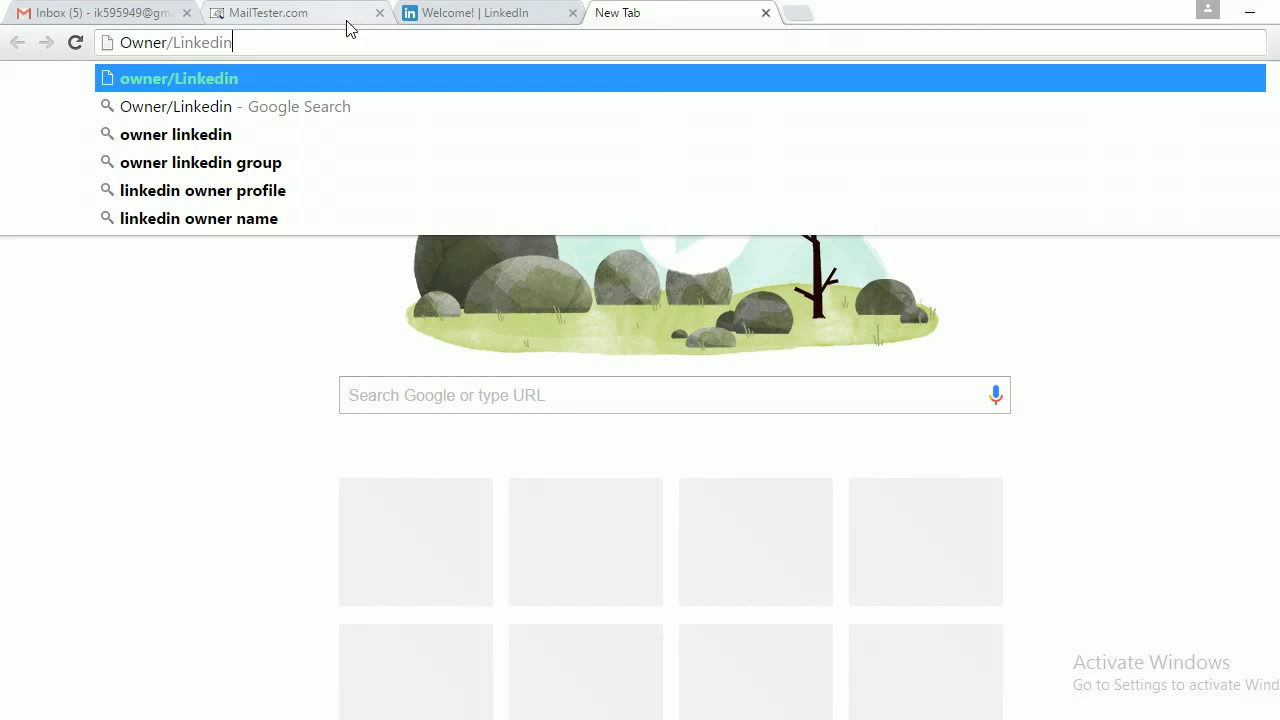 Inbox (5) - ik595949@gm
MailTester.com
Welcome! | LinkedIn
New Tab
Owner/Linkedin
owner/Linkedin
Owner/Linkedin - Google Search
owner linkedin
owner linkedin group
linkedin owner profile
linkedin owner name
Search Google or type URL
Activate Windows
Go to Settings to activate Wind